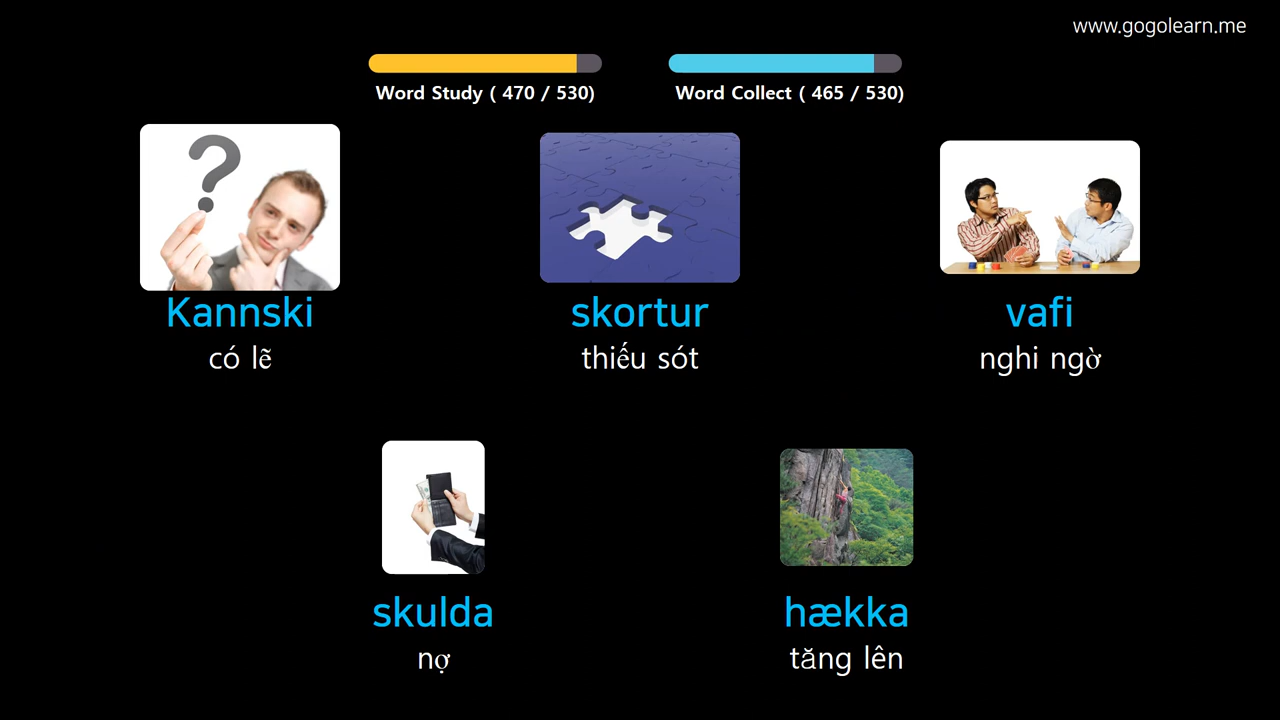 www.gogolearn.me
Word Study ( 470 / 530)
Word Collect ( 465 / 530)
Kannski
có lẽ
skortur
thiếu sót
vafi
nghi ngờ
skulda
nợ
hækka
tăng lên